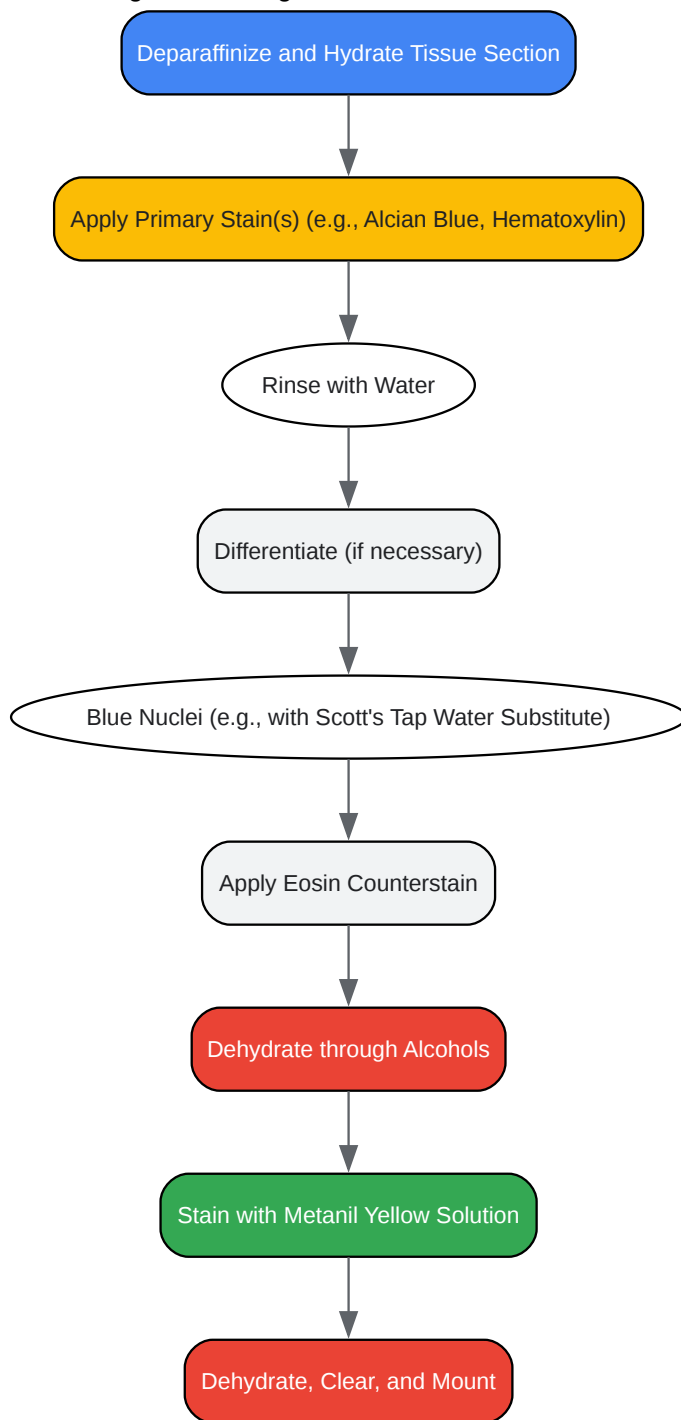 Deparaffinize and Hydrate Tissue Section
Apply Primary Stain(s) (e.g., Alcian Blue, Hematoxylin)
Rinse with Water
Differentiate (if necessary)
Blue Nuclei (e.g., with Scott's Tap Water Substitute)
Apply Eosin Counterstain
Dehydrate through Alcohols
Stain with Metanil Yellow Solution
Dehydrate, Clear, and Mount